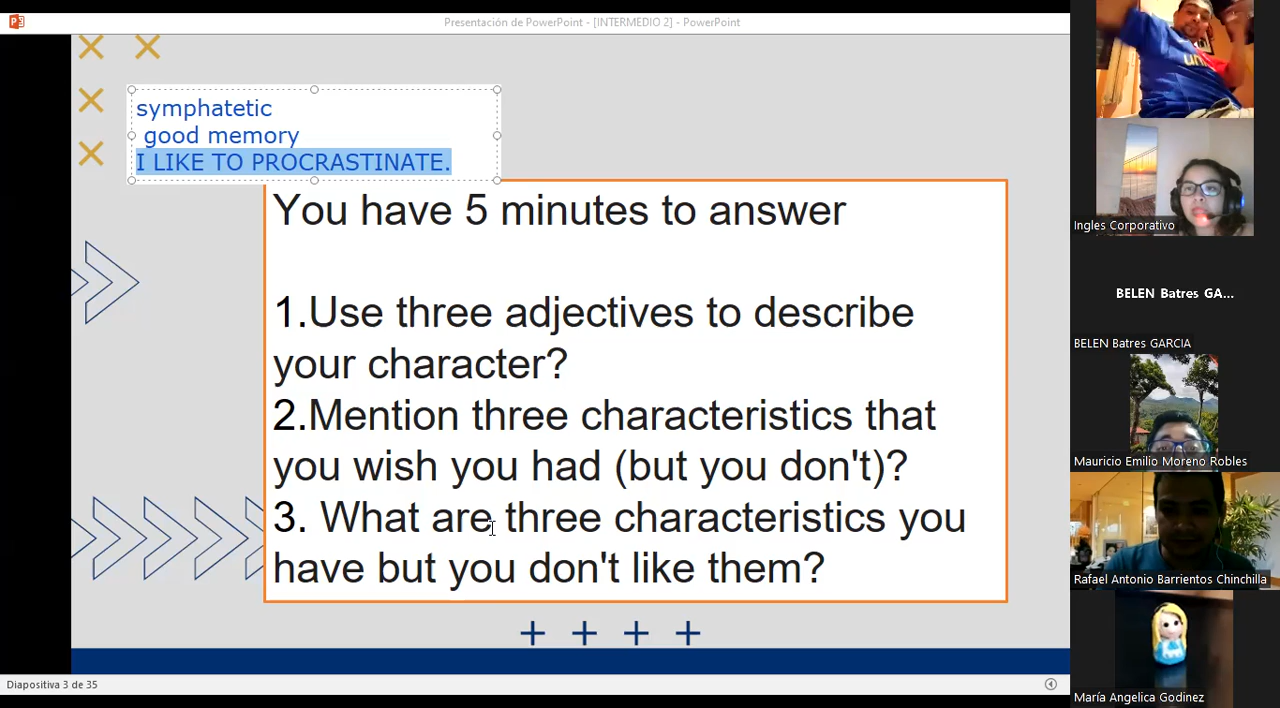 Presentación de PowerPoint - [INTERMEDIO 2] - PowerPoint
symphatetic
good memory
I LIKE TO PROCRASTINATE.
You have 5 minutes to answer
1.Use three adjectives to describe
your character?
2.Mention three characteristics that
you wish you had (but you don't)?
3. What are three characteristics you
have but you don't like them?
Diapositiva 3 de 35
Ingles Corporativo
BELEN Batres GA...
BELEN Batres GARCIA
Mauricio Emilio Moreno Robles
Rafael Antonio Barrientos Chinchilla
María Angelica Godinez